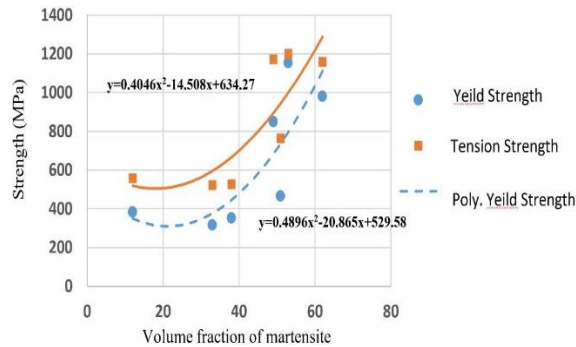 1400
1200
1000
800
600
400
200
0
Strength (MPa)
y=0.4046x²-14.508x+634.27
y=0.4896x²-20.865x+529.58
0 20 40 60 80
Volume fraction of martensite
Yeild Strength
Tension Strength
Poly. Yeild Strength